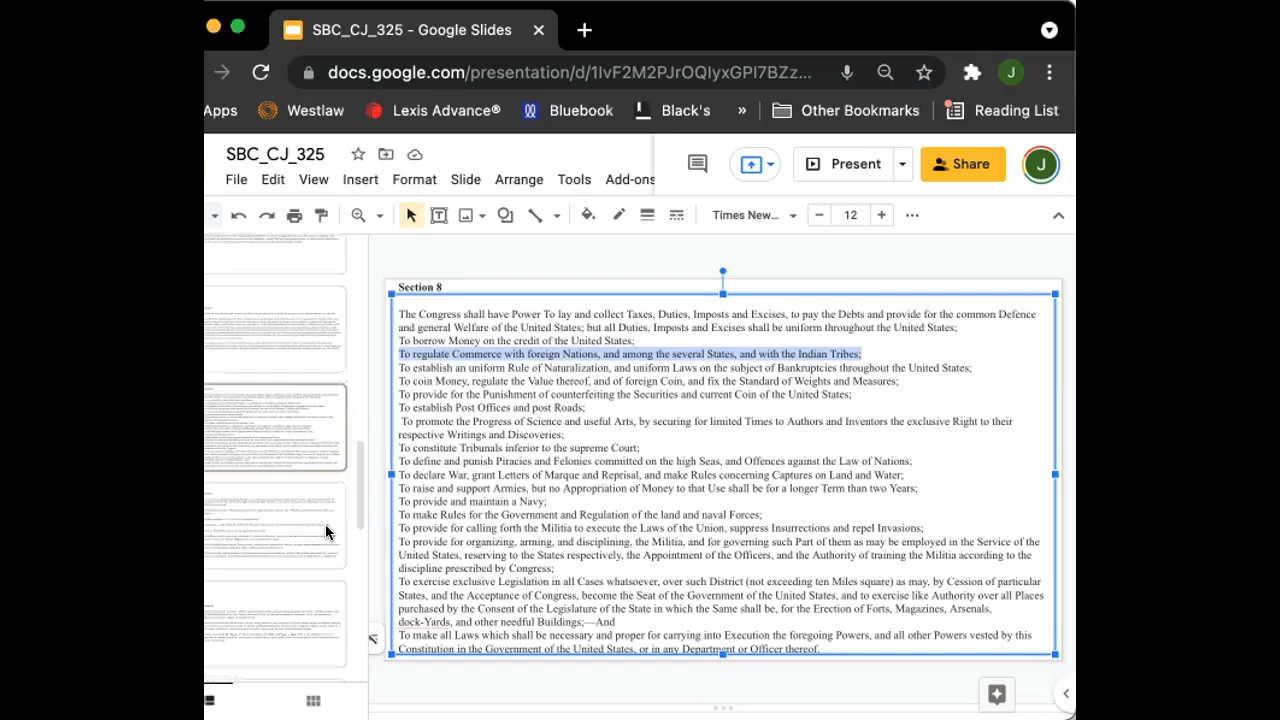 SBC_CJ_325 - Google Slides
docs.google.com/presentation/d/1IvF2M2PJrOQIyxGPI7BZz...
J
Apps Westlaw Lexis Advance® Bluebook Black's » Other Bookmarks Reading List
SBC_CJ_325
Present Share J
File Edit View Insert Format Slide Arrange Tools Add-ons
Times New... 12
Section 8
The Congress shall have Power To lay and collect Taxes, Duties, Imposts and Excises, to pay the Debts and provide for the common Defence
and general Welfare of the United States; but all Duties, Imposts and Excises shall be uniform throughout the United States;
To borrow Money on the credit of the United States;
To regulate Commerce with foreign Nations, and among the several States, and with the Indian Tribes;
To establish an uniform Rule of Naturalization, and uniform Laws on the subject of Bankruptcies throughout the United States;
To coin Money, regulate the Value thereof, and of foreign Coin, and fix the Standard of Weights and Measures;
To provide for the Punishment of counterfeiting the Securities and current Coin of the United States;
To establish Post Offices and post Roads;
To promote the Progress of Science and useful Arts, by securing for limited Times to Authors and Inventors the exclusive Right to their
respective Writings and Discoveries;
To constitute Tribunals inferior to the supreme Court;
To define and punish Piracies and Felonies committed on the high Seas, and Offences against the Law of Nations;
To declare War, grant Letters of Marque and Reprisal, and make Rules concerning Captures on Land and Water;
To raise and support Armies, but no Appropriation of Money to that Use shall be for a longer Term than two Years;
To provide and maintain a Navy;
To make Rules for the Government and Regulation of the land and naval Forces;
To provide for calling forth the Militia to execute the Laws of the Union, suppress Insurrections and repel Invasions;
To provide for organizing, arming, and disciplining, the Militia, and for governing such Part of them as may be employed in the Service of the
United States, reserving to the States respectively, the Appointment of the Officers, and the Authority of training the Militia according to the
discipline prescribed by Congress;
To exercise exclusive Legislation in all Cases whatsoever, over such District (not exceeding ten Miles square) as may, by Cession of particular
States, and the Acceptance of Congress, become the Seat of the Government of the United States, and to exercise like Authority over all Places
purchased by the Consent of the Legislature of the State in which the Same shall be, for the Erection of Forts, Magazines, Arsenals,
dock-Yards, and other needful Buildings;—And
To make all Laws which shall be necessary and proper for carrying into Execution the foregoing Powers, and all other Powers vested by this
Constitution in the Government of the United States, or in any Department or Officer thereof.